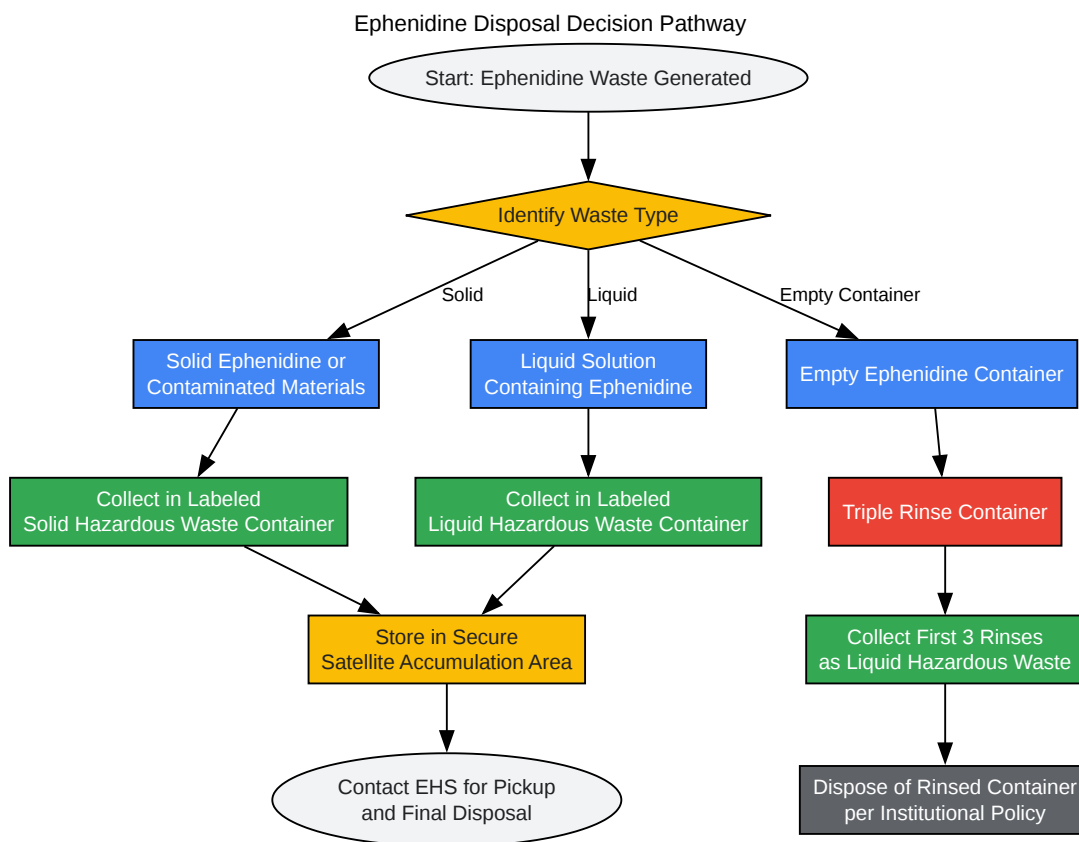 Ephenidine Disposal Decision Pathway
Start: Ephenidine Waste Generated
Identify Waste Type
Solid
Liquid
Empty Container
Solid Ephenidine or
Contaminated Materials
Liquid Solution
Containing Ephenidine
Empty Ephenidine Container
Collect in Labeled
Solid Hazardous Waste Container
Collect in Labeled
Liquid Hazardous Waste Container
Triple Rinse Container
Store in Secure
Satellite Accumulation Area
Collect First 3 Rinses
as Liquid Hazardous Waste
Contact EHS for Pickup
and Final Disposal
Dispose of Rinsed Container
per Institutional Policy